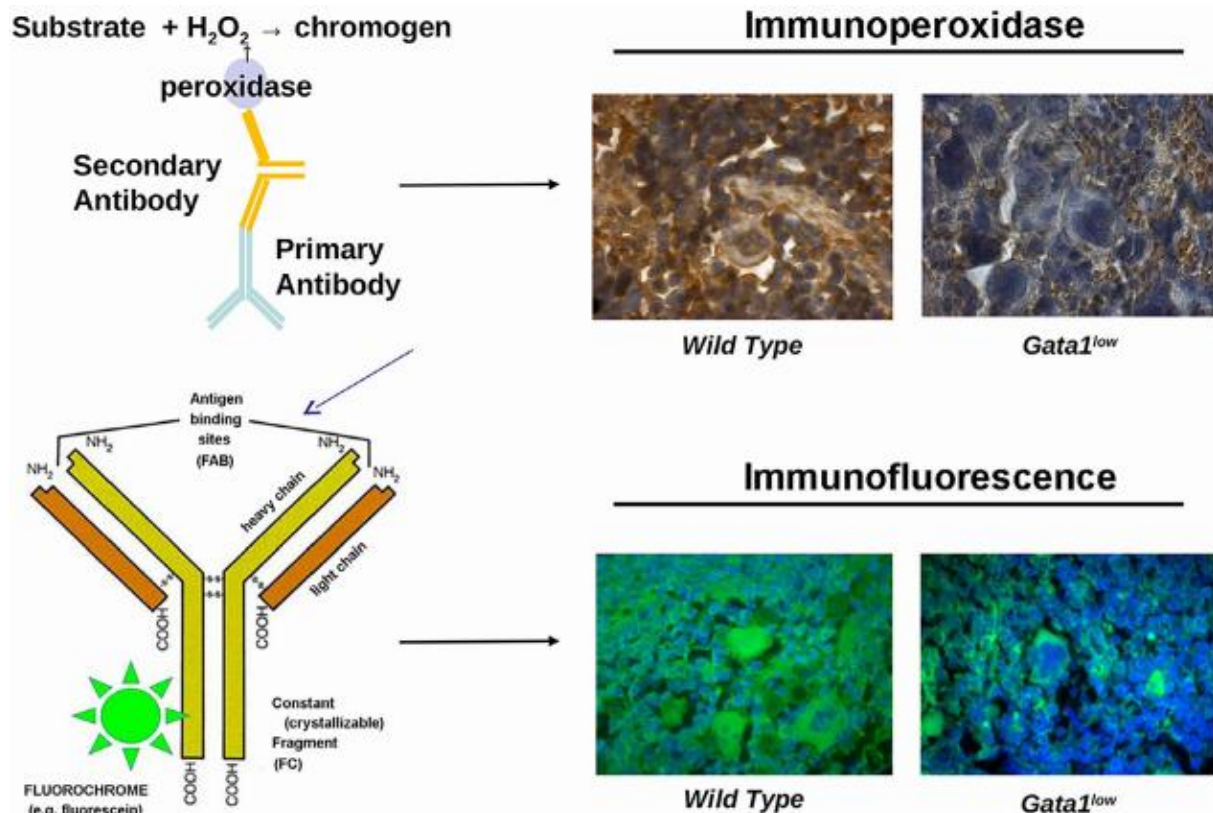 Substrate + H₂O₂ → chromogen
peroxidase
Secondary
Antibody
Primary
Antibody
Immunoperoxidase
Wild Type
Gata1low
Antigen
binding
sites
(FAB)
NH₂
NH₂
NH₂
NH₂
heavy chain
light chain
-s-s-
-s-s-
-s-s-
-s-s-
COOH
COOH
Constant
(crystallizable)
Fragment
(FC)
COOH
COOH
FLUOROCHROME
(e.g. fluorescein)
Immunofluorescence
Wild Type
Gata1low